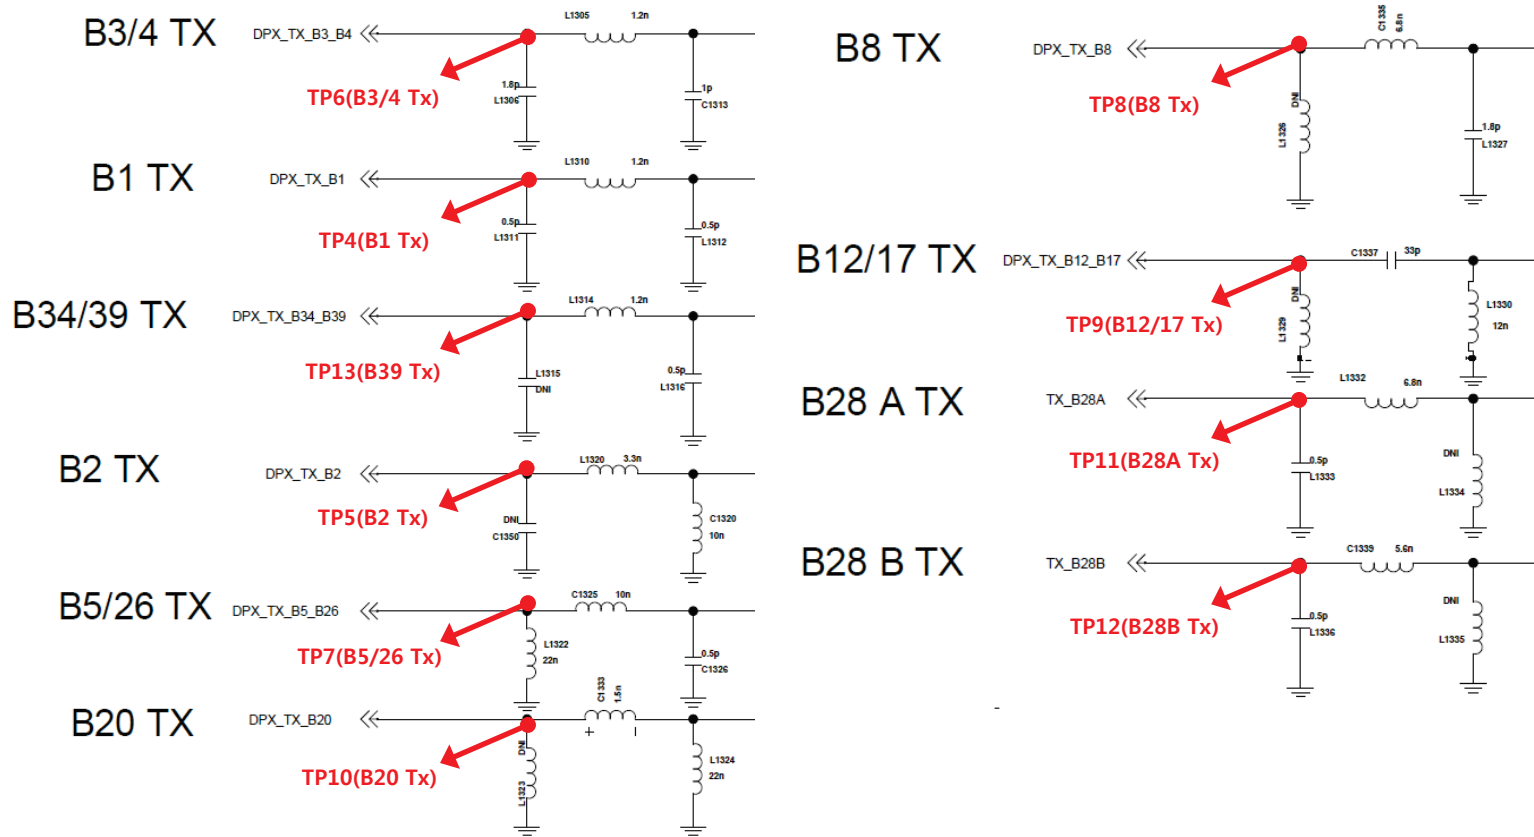 B3/4 TX
DPX_TX_B3_B4
L1305
1.2n
1.8p
L1306
1p
C1313
TP6(B3/4 Tx)
B1 TX
DPX_TX_B1
L1310
1.2n
0.5p
L1311
0.5p
L1312
TP4(B1 Tx)
B34/39 TX
DPX_TX_B34_B39
L1314
1.2n
L1315
DNI
0.5p
L1316
TP13(B39 Tx)
B2 TX
DPX_TX_B2
L1320
3.3n
DNI
C1350
C1320
10n
TP5(B2 Tx)
B5/26 TX
DPX_TX_B5_B26
C1325
10n
L1322
22n
0.5p
C1326
TP7(B5/26 Tx)
B20 TX
DPX_TX_B20
C1333
1.5n
+
DNI
L1323
L1324
22n
TP10(B20 Tx)
B8 TX
DPX_TX_B8
C1335
6.8n
DNI
L1326
1.8p
L1327
TP8(B8 Tx)
B12/17 TX
DPX_TX_B12_B17
C1337
33p
DNI
L1329
L1330
12n
TP9(B12/17 Tx)
B28 A TX
TX_B28A
L1332
6.8n
0.5p
L1333
DNI
L1334
TP11(B28A Tx)
B28 B TX
TX_B28B
C1339
5.6n
0.5p
L1336
DNI
L1335
TP12(B28B Tx)